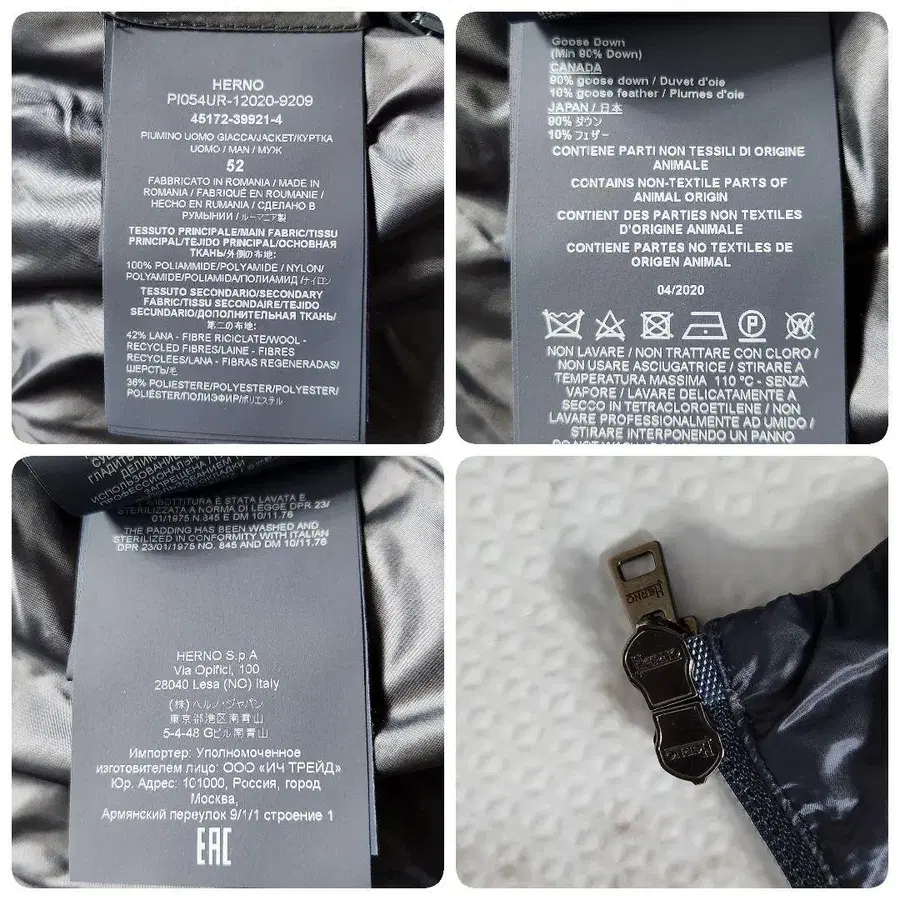 HERNO
PI054UR-12020-9209
45172-39921-4
PIUMINO UOMO GIACCA/JACKET/КУРТКА
UOMO / MAN / МУЖ
52
FABBRICATO IN ROMANIA / MADE IN
ROMANIA / FABRIQUÉ EN ROUMANIE /
HECHO EN RUMANIA / СДЕЛАНО В
РУМЫНИИ / ルーマニア製
TESSUTO PRINCIPALE/MAIN FABRIC/TISSU
PRINCIPAL/TEJIDO PRINCIPAL/ОСНОВНАЯ
ТКАНЬ/外側の布地:
100% POLIAMMIDE/POLYAMIDE / NYLON/
POLYAMIDE/POLIAMIDA/ПОЛИАМИД /ナイロン
TESSUTO SECONDARIO/SECONDARY
FABRIC/TISSU SECONDAIRE/TEJIDO
SECUNDARIO/ДОПОЛНИТЕЛЬНАЯ ТКАНЬ/
第二の布地:
42% LANA - FIBRE RICICLATE/WOOL -
RECYCLED FIBRES/LAINE - FIBRES
RECYCLEES/LANA - FIBRAS REGENERADAS/
ШЕРСТЬ/毛
36% POLIESTERE/POLYESTER/POLYESTER/
POLIÉSTER/ПОЛИЭФИР/ポリエステル
Goose Down
(Min 90% Down)
CANADA
90% goose down / Duvet d'oie
10% goose feather / Plumes d'oie
JAPAN / 日本
90% ダウン
10% フェザー
CONTIENE PARTI NON TESSILI DI ORIGINE
ANIMALE
CONTAINS NON-TEXTILE PARTS OF
ANIMAL ORIGIN
CONTIENT DES PARTIES NON TEXTILES
D'ORIGINE ANIMALE
CONTIENE PARTES NO TEXTILES DE
ORIGEN ANIMAL
04/2020
P
W
NON LAVARE / NON TRATTARE CON CLORO /
NON USARE ASCIUGATRICE / STIRARE A
TEMPERATURA MASSIMA 110 °C - SENZA
VAPORE / LAVARE DELICATAMENTE A
SECCO IN TETRACLOROETILENE / NON
LAVARE PROFESSIONALMENTE AD UMIDO /
STIRARE INTERPONENDO UN PANNO
ГЛАДИТЬ
ИСПОЛЬЗОВАНИЕ
IMBOTTITURA È STATA LAVATA E
STERILIZZATA A NORMA DI LEGGE DPR 23/
01/1975 N.845 E DM 10/11.76
THE PADDING HAS BEEN WASHED AND
STERILIZED IN CONFORMITY WITH ITALIAN
DPR 23/01/1975 NO. 845 AND DM 10/11.76
HERNO S.p.A
Via Opifici, 100
28040 Lesa (NO) Italy
(株) ヘルノ・ジャパン
東京都港区南青山
5-4-48 Gビル南青山
Импортер: Уполномоченное
изготовителем лицо: ООО «ИЧ ТРЕЙД»
Юр. Адрес: 101000, Россия, город
Москва,
Армянский переулок 9/1/1 строение 1
EAC
HERNO
HERNO
HERNO